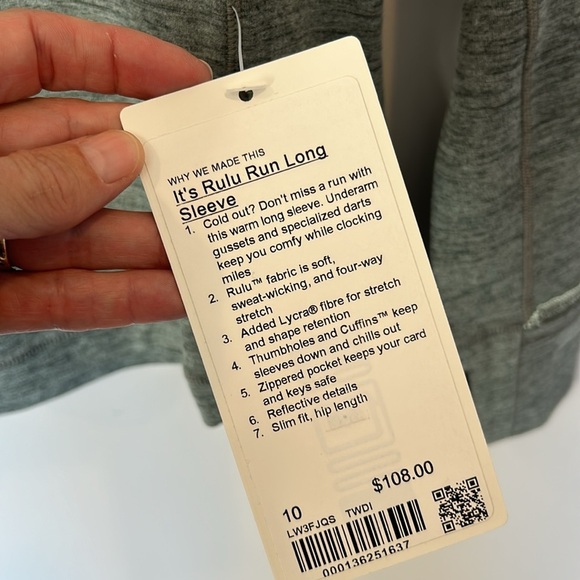 WHY WE MADE THIS
It's Rulu Run Long
Sleeve
1. Cold out? Don't miss a run with
this warm long sleeve. Underarm
gussets and specialized darts
keep you comfy while clocking
miles
2. Rulu™ fabric is soft,
sweat-wicking, and four-way
stretch
3. Added Lycra® fibre for stretch
and shape retention
4. Thumbholes and Cuffins™ keep
sleeves down and chills out
5. Zippered pocket keeps your card
and keys safe
6. Reflective details
7. Slim fit, hip length
10 $108.00
LW3FJQS TWDI
000136251637